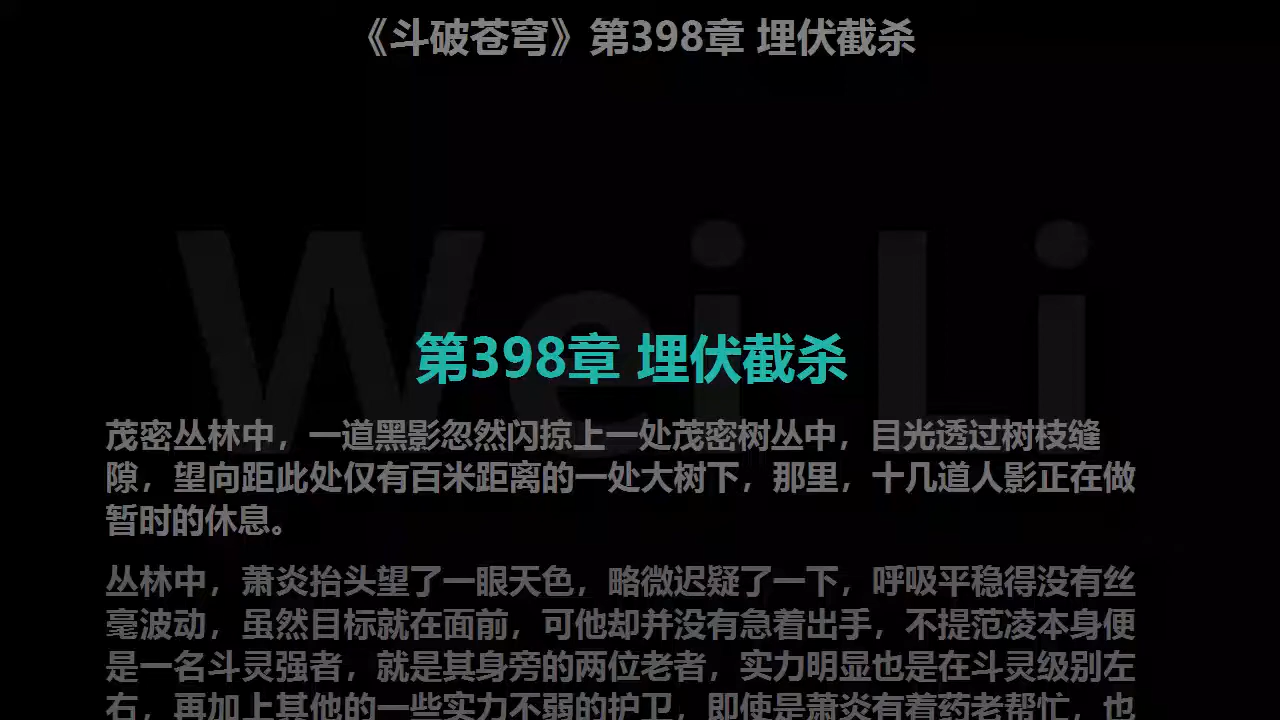 《斗破苍穹》第398章 埋伏截杀
Wei Li
第398章 埋伏截杀
茂密丛林中，一道黑影忽然闪掠上一处茂密树丛中，目光透过树枝缝
隙，望向距此处仅有百米距离的一处大树下，那里，十几道人影正在做
暂时的休息。
丛林中，萧炎抬头望了一眼天色，略微迟疑了一下，呼吸平稳得没有丝
毫波动，虽然目标就在面前，可他却并没有急着出手，不提范凌本身便
是一名斗灵强者，就是其身旁的两位老者，实力明显也是在斗灵级别左
右，再加上其他的一些实力不弱的护卫，即使是萧炎有着药老帮忙，也